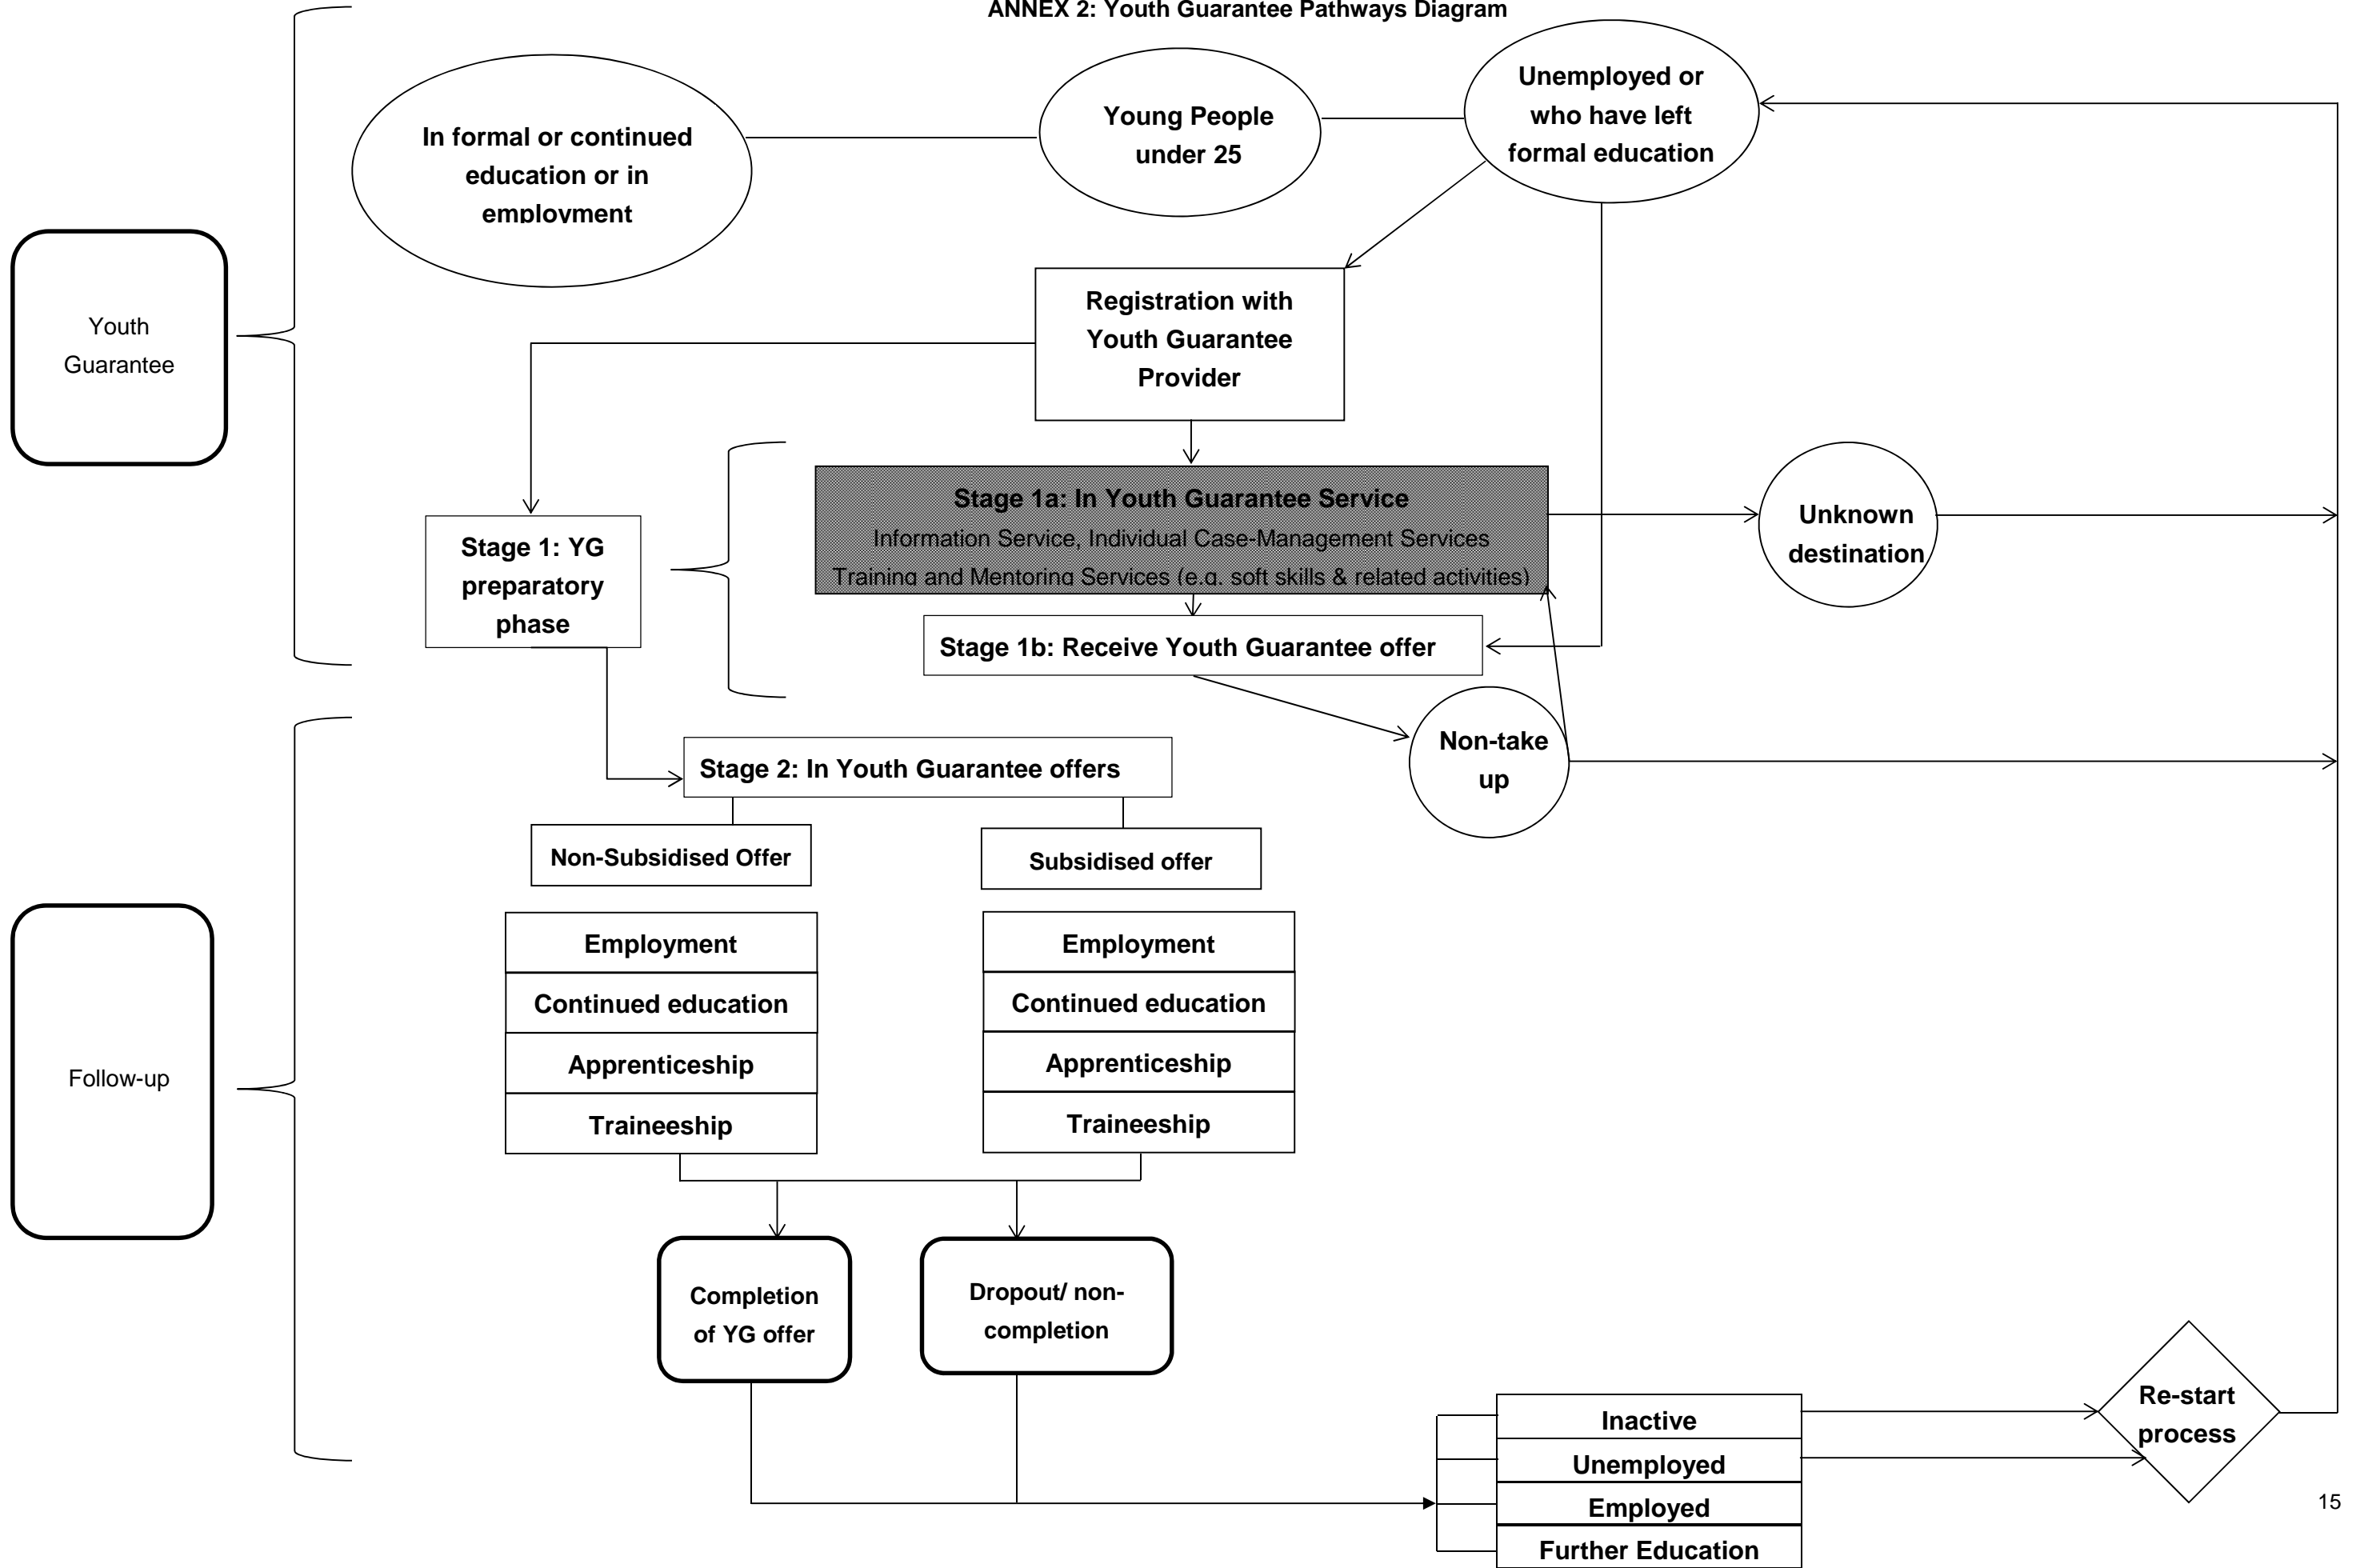 ANNEX 2: Youth Guarantee Pathways Diagram
In formal or continued
education or in
employment
Young People
under 25
Unemployed or
who have left
formal education
Youth
Guarantee
Registration with
Youth Guarantee
Provider
Stage 1: YG
preparatory
phase
Stage 1a: In Youth Guarantee Service
Information Service, Individual Case-Management Services
Training and Mentoring Services (e.g. soft skills & related activities)
Unknown
destination
Stage 1b: Receive Youth Guarantee offer
Non-take
up
Stage 2: In Youth Guarantee offers
Non-Subsidised Offer
Subsidised offer
Follow-up
Employment
Continued education
Apprenticeship
Traineeship
Employment
Continued education
Apprenticeship
Traineeship
Completion
of YG offer
Dropout/ non-
completion
Inactive
Unemployed
Employed
Further Education
Re-start
process
15